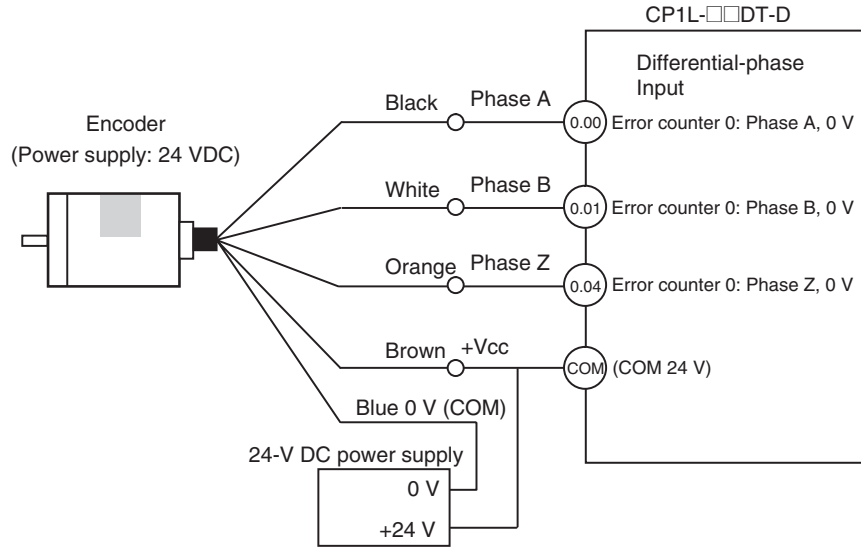 CP1L-□□DT-D
Differential-phase
Input
Encoder
(Power supply: 24 VDC)
Black
Phase A
0.00
Error counter 0: Phase A, 0 V
White
Phase B
0.01
Error counter 0: Phase B, 0 V
Orange
Phase Z
0.04
Error counter 0: Phase Z, 0 V
Brown
+Vcc
COM
(COM 24 V)
Blue 0 V (COM)
24-V DC power supply
0 V
+24 V